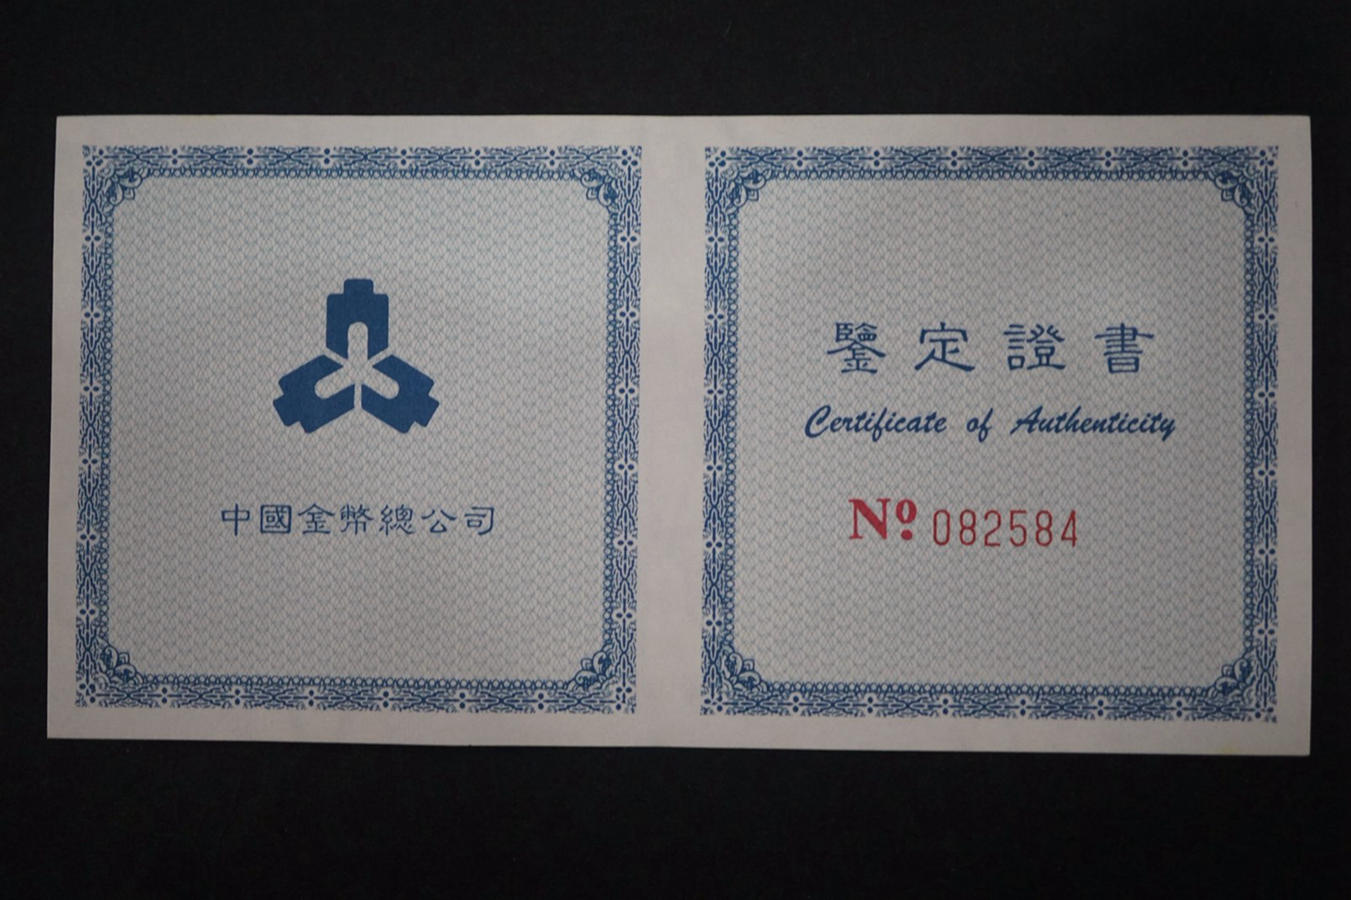 中國金幣總公司
鑒定證書
Certificate of Authenticity
Nº 082584